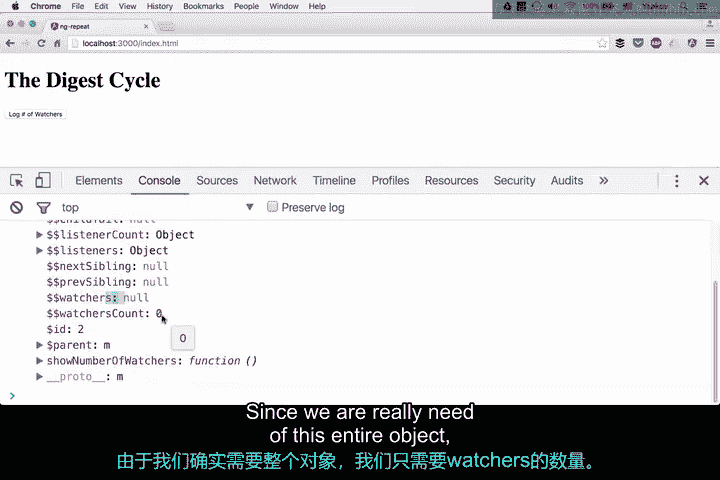 Chrome File Edit View History Bookmarks People Window Help
ng-repeat
localhost:3000/index.html
The Digest Cycle
Log # of Watchers
Elements Console Sources Network Timeline Profiles Resources Security Audits
top Preserve log
$$childTail: null
$$listenerCount: Object
$$listeners: Object
$$nextSibling: null
$$prevSibling: null
$$watchers: null
$$watchersCount: 0
0
$id: 2
$parent: m
showNumberOfWatchers: function ()
__proto__: m
Since we are really need
of this entire object,
由于我们确实需要整个对象，我们只需要watchers的数量。